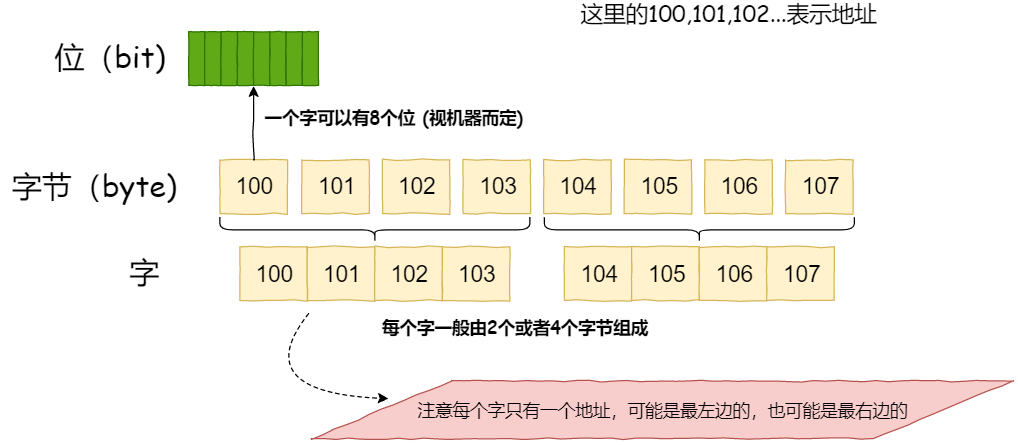 这里的100,101,102...表示地址
位（bit)
一个字可以有8个位 (视机器而定)
字节（byte)
100 101 102 103 104 105 106 107
字
100 101 102 103 104 105 106 107
每个字一般由2个或者4个字节组成
注意每个字只有一个地址，可能是最左边的，也可能是最右边的